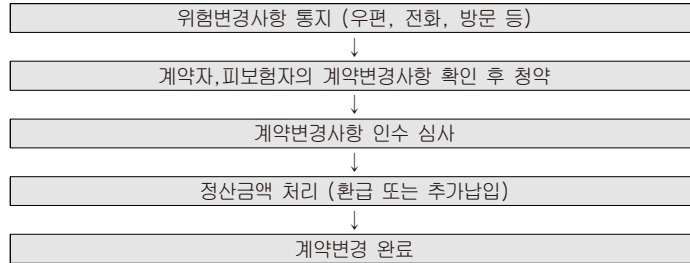 위험변경사항 통지 (우편, 전화, 방문 등)
↓
계약자,피보험자의 계약변경사항 확인 후 청약
↓
계약변경사항 인수 심사
↓
정산금액 처리 (환급 또는 추가납입)
↓
계약변경 완료